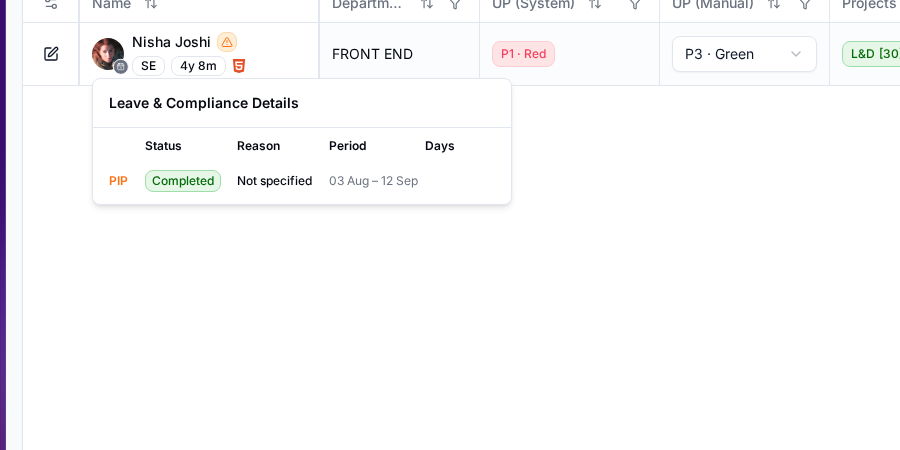 Name Departm... UP (System) UP (Manual) Projects
Nisha Joshi
SE 4y 8m
FRONT END
P1 · Red
P3 · Green
L&D [30
Leave & Compliance Details
Status Reason Period Days
PIP Completed Not specified 03 Aug – 12 Sep